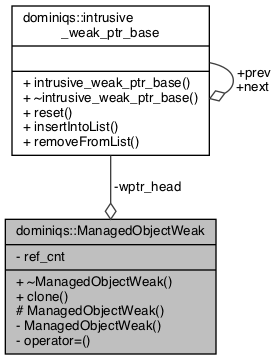 dominiqs::intrusive
_weak_ptr_base
+ intrusive_weak_ptr_base()
+ ~intrusive_weak_ptr_base()
+ reset()
+ insertIntoList()
+ removeFromList()
+prev
+next
-wptr_head
dominiqs::ManagedObjectWeak
- ref_cnt
+ ~ManagedObjectWeak()
+ clone()
# ManagedObjectWeak()
- ManagedObjectWeak()
- operator=()